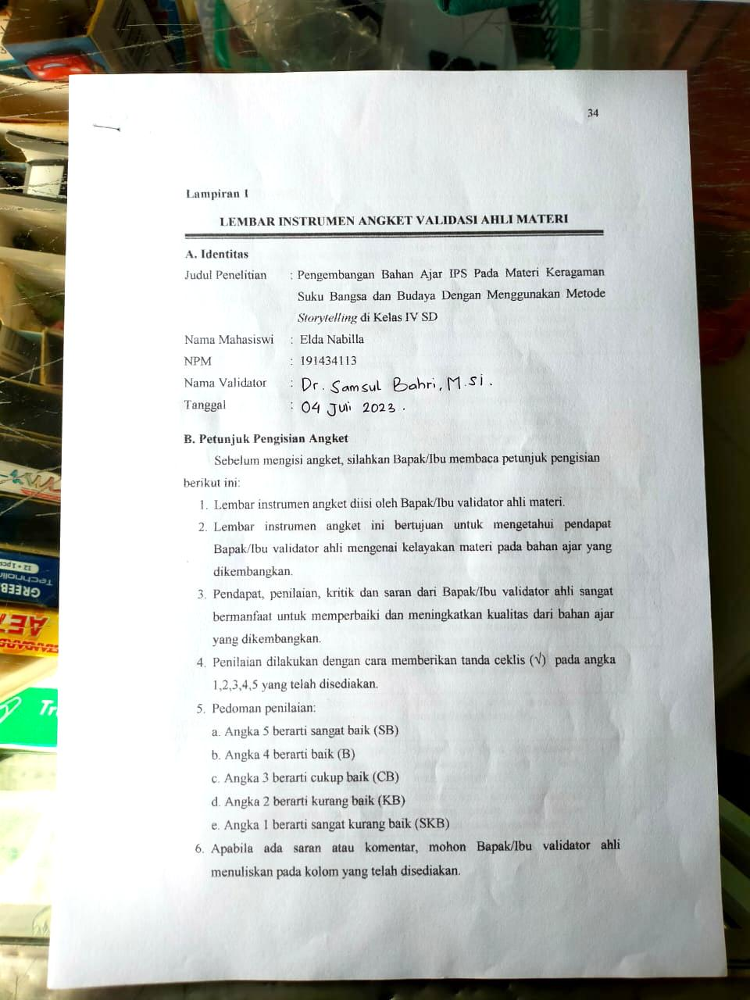 34
Lampiran 1
LEMBAR INSTRUMEN ANGKET VALIDASI AHLI MATERI
A. Identitas
Judul Penelitian : Pengembangan Bahan Ajar IPS Pada Materi Keragaman
Suku Bangsa dan Budaya Dengan Menggunakan Metode
Storytelling di Kelas IV SD
Nama Mahasiswi : Elda Nabilla
NPM : 191434113
Nama Validator : Dr. Samsul Bahri, M.Si.
Tanggal : 04 Juli 2023.
B. Petunjuk Pengisian Angket
Sebelum mengisi angket, silahkan Bapak/Ibu membaca petunjuk pengisian
berikut ini:
1. Lembar instrumen angket diisi oleh Bapak/Ibu validator ahli materi.
2. Lembar instrumen angket ini bertujuan untuk mengetahui pendapat
Bapak/Ibu validator ahli mengenai kelayakan materi pada bahan ajar yang
dikembangkan.
3. Pendapat, penilaian, kritik dan saran dari Bapak/Ibu validator ahli sangat
bermanfaat untuk memperbaiki dan meningkatkan kualitas dari bahan ajar
yang dikembangkan.
4. Penilaian dilakukan dengan cara memberikan tanda ceklis (√) pada angka
1,2,3,4,5 yang telah disediakan.
5. Pedoman penilaian:
a. Angka 5 berarti sangat baik (SB)
b. Angka 4 berarti baik (B)
c. Angka 3 berarti cukup baik (CB)
d. Angka 2 berarti kurang baik (KB)
e. Angka 1 berarti sangat kurang baik (SKB)
6. Apabila ada saran atau komentar, mohon Bapak/Ibu validator ahli
menuliskan pada kolom yang telah disediakan.
12 • 1 pcs
GREEB